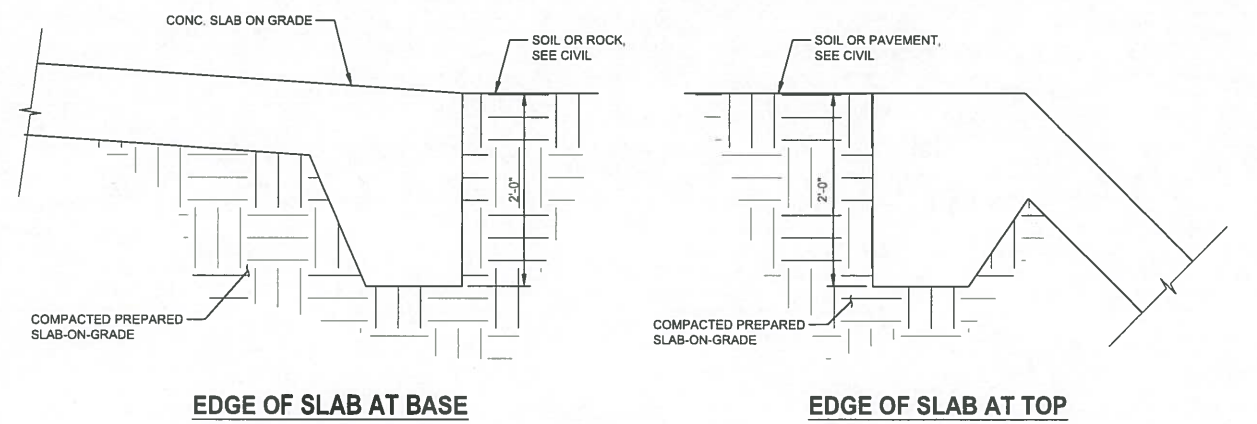 CONC. SLAB ON GRADE
SOIL OR ROCK,
SEE CIVIL
2'-0"
COMPACTED PREPARED
SLAB-ON-GRADE
EDGE OF SLAB AT BASE
SOIL OR PAVEMENT,
SEE CIVIL
2'-0"
COMPACTED PREPARED
SLAB-ON-GRADE
EDGE OF SLAB AT TOP